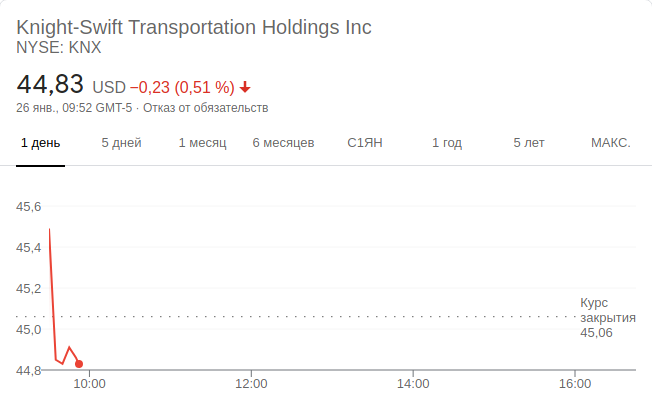 Knight-Swift Transportation Holdings Inc
NYSE: KNX
44,83 USD −0,23 (0,51 %)
26 янв., 09:52 GMT-5 · Отказ от обязательств
1 день 5 дней 1 месяц 6 месяцев С1ЯН 1 год 5 лет МАКС.
45,6
45,4
45,2
45,0
44,8
Курс
закрытия
45,06
10:00 12:00 14:00 16:00